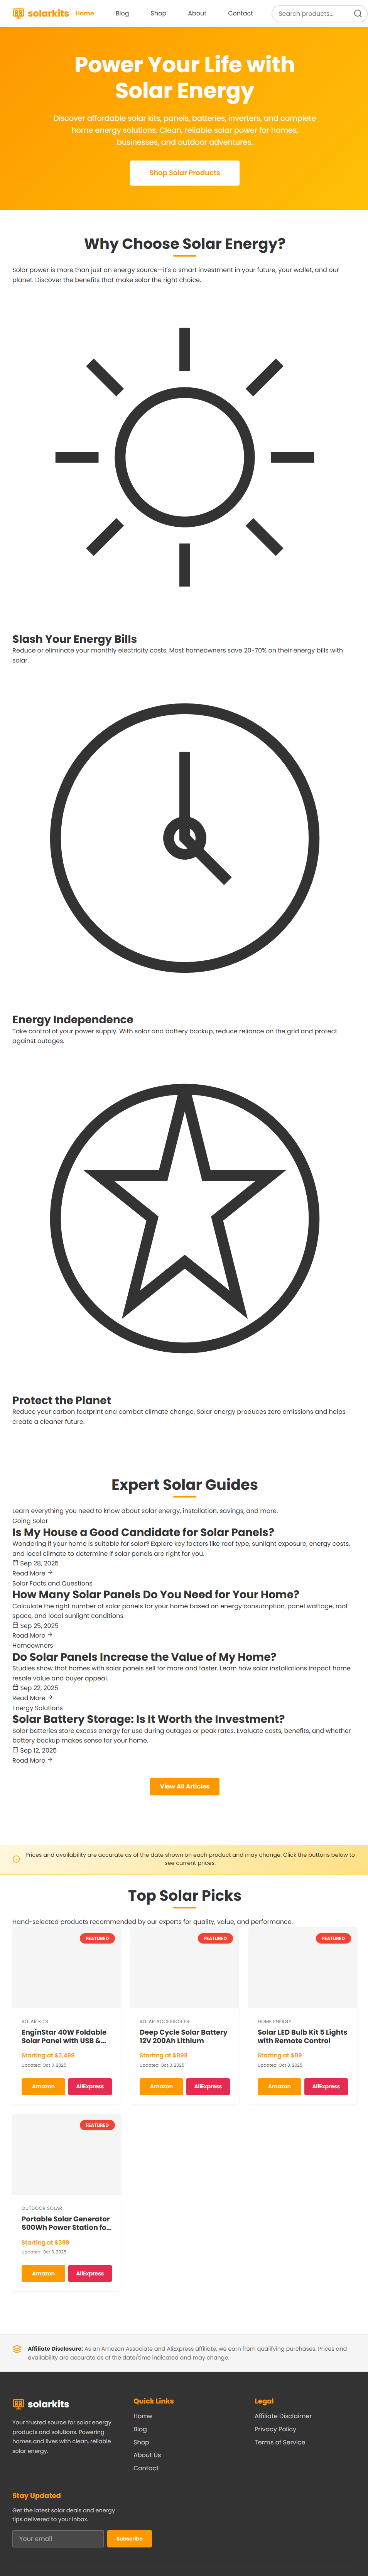 solarkits Home Blog Shop About Contact Search products...
Power Your Life with
Solar Energy
Discover affordable solar kits, panels, batteries, inverters, and complete
home energy solutions. Clean, reliable solar power for homes,
businesses, and outdoor adventures.
Shop Solar Products
Why Choose Solar Energy?
Solar power is more than just an energy source—it's a smart investment in your future, your wallet, and our
planet. Discover the benefits that make solar the right choice.
Slash Your Energy Bills
Reduce or eliminate your monthly electricity costs. Most homeowners save 20-70% on their energy bills with
solar.
Energy Independence
Take control of your power supply. With solar and battery backup, reduce reliance on the grid and protect
against outages.
Protect the Planet
Reduce your carbon footprint and combat climate change. Solar energy produces zero emissions and helps
create a cleaner future.
Expert Solar Guides
Learn everything you need to know about solar energy, installation, savings, and more.
Going Solar
Is My House a Good Candidate for Solar Panels?
Wondering if your home is suitable for solar? Explore key factors like roof type, sunlight exposure, energy costs,
and local climate to determine if solar panels are right for you.
Sep 28, 2025
Read More →
Solar Facts and Questions
How Many Solar Panels Do You Need for Your Home?
Calculate the right number of solar panels for your home based on energy consumption, panel wattage, roof
space, and local sunlight conditions.
Sep 25, 2025
Read More →
Homeowners
Do Solar Panels Increase the Value of My Home?
Studies show that homes with solar panels sell for more and faster. Learn how solar installations impact home
resale value and buyer appeal.
Sep 22, 2025
Read More →
Energy Solutions
Solar Battery Storage: Is It Worth the Investment?
Solar batteries store excess energy for use during outages or peak rates. Evaluate costs, benefits, and whether
battery backup makes sense for your home.
Sep 12, 2025
Read More →
View All Articles
Prices and availability are accurate as of the date shown on each product and may change. Click the buttons below to
see current prices.
Top Solar Picks
Hand-selected products recommended by our experts for quality, value, and performance.
FEATURED
SOLAR KITS
EnginStar 40W Foldable
Solar Panel with USB &...
Starting at $3,499
Updated: Oct 3, 2025
Amazon AliExpress
FEATURED
SOLAR ACCESSORIES
Deep Cycle Solar Battery
12V 200Ah Lithium
Starting at $899
Updated: Oct 3, 2025
Amazon AliExpress
FEATURED
HOME ENERGY
Solar LED Bulb Kit 5 Lights
with Remote Control
Starting at $89
Updated: Oct 3, 2025
Amazon AliExpress
FEATURED
OUTDOOR SOLAR
Portable Solar Generator
500Wh Power Station fo...
Starting at $399
Updated: Oct 3, 2025
Amazon AliExpress
Affiliate Disclosure: As an Amazon Associate and AliExpress affiliate, we earn from qualifying purchases. Prices and
availability are accurate as of the date/time indicated and may change.
solarkits
Your trusted source for solar energy
products and solutions. Powering
homes and lives with clean, reliable
solar energy.
Quick Links
Home
Blog
Shop
About Us
Contact
Legal
Affiliate Disclaimer
Privacy Policy
Terms of Service
Stay Updated
Get the latest solar deals and energy
tips delivered to your inbox.
Your email Subscribe